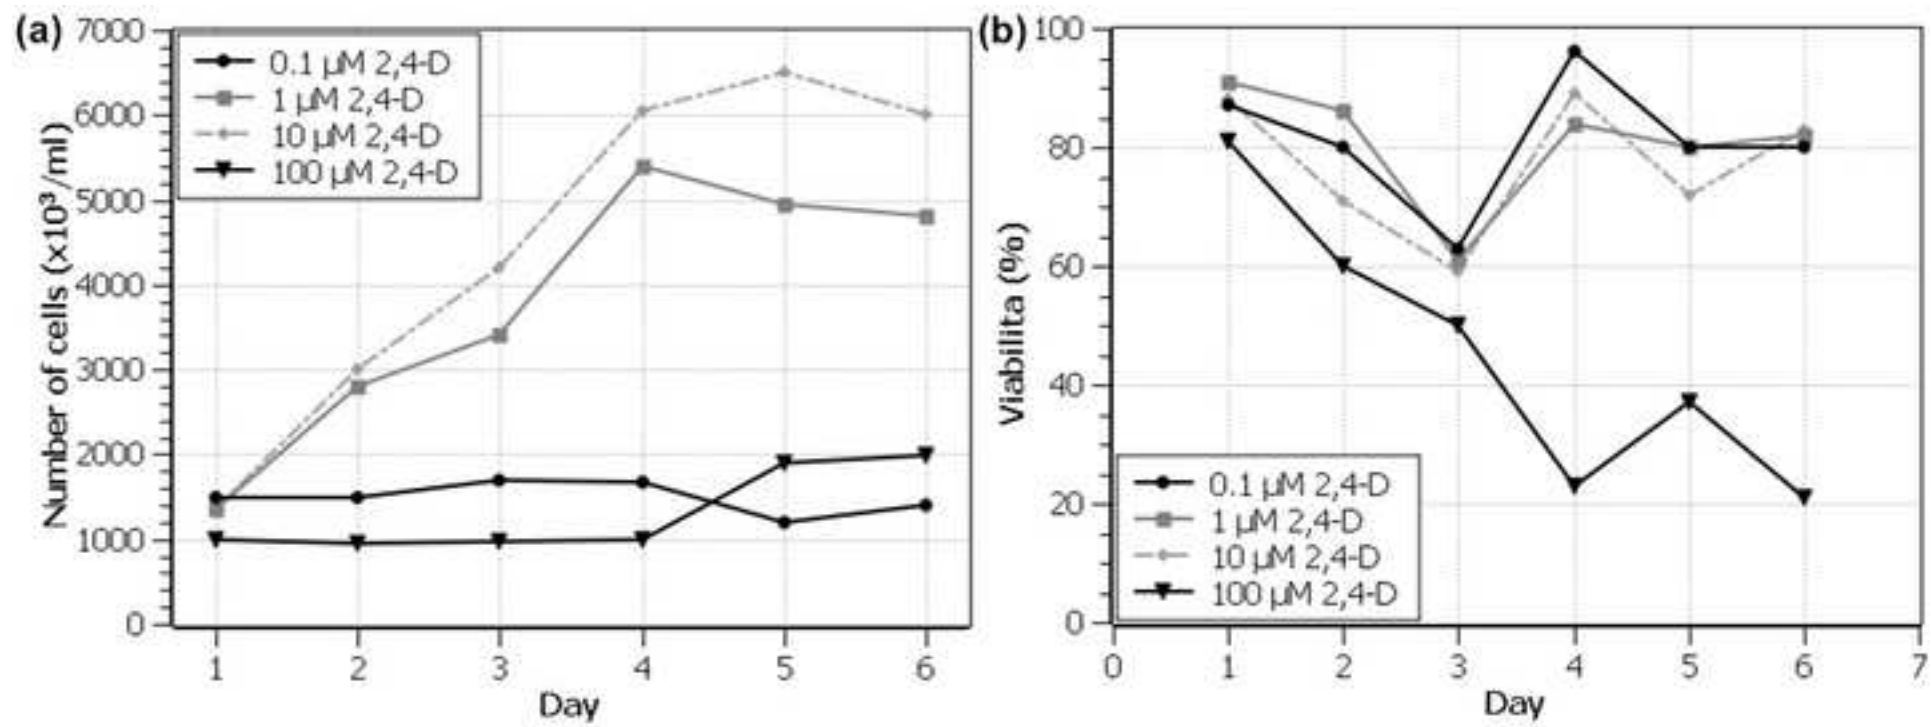 (a)
7000
6000
5000
4000
3000
2000
1000
0
Number of cells (x10³/ml)
0.1 µM 2,4-D
1 µM 2,4-D
10 µM 2,4-D
100 µM 2,4-D
1 2 3 4 5 6
Day
(b)
100
80
60
40
20
0
Viabilita (%)
0.1 µM 2,4-D
1 µM 2,4-D
10 µM 2,4-D
100 µM 2,4-D
0 1 2 3 4 5 6 7
Day